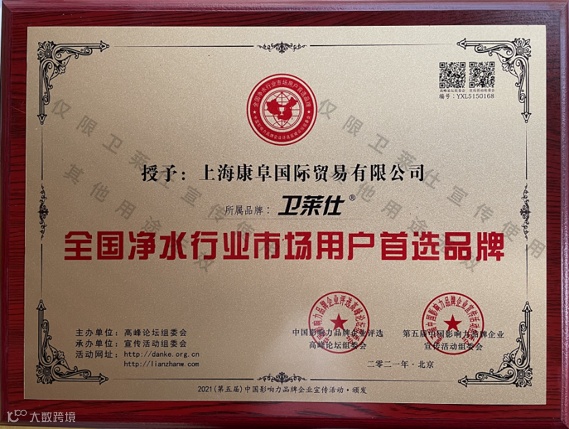 编号：YXLS150168
授予：上海康阜国际贸易有限公司
所属品牌：卫莱仕®
全国净水行业市场用户首选品牌
主办单位：高峰论坛组委会
承办单位：宣传活动组委会
活动网站：http://danke.org.cn
http://lianzhanw.com
中国影响力品牌企业评选
高峰论坛组委会
第五届中国影响力品牌企业
宣传活动组委会
二零二一年·北京
2021(第五届)中国影响力品牌企业宣传活动·颁发
仅限卫莱仕宣传使用
其他用途无效
大数跨境